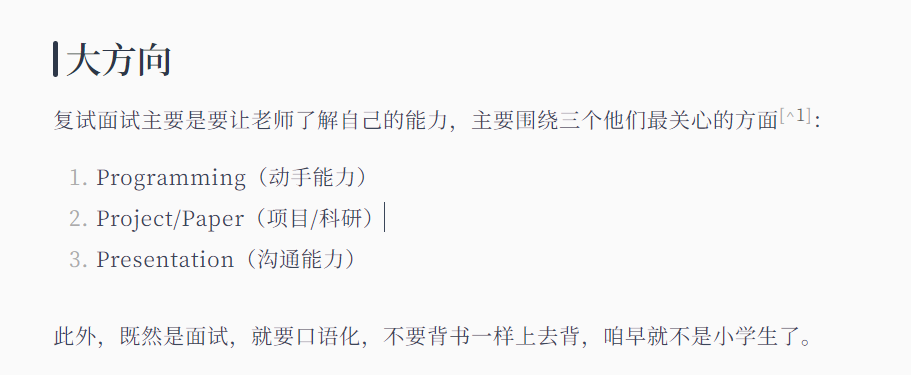 大方向
复试面试主要是要让老师了解自己的能力，主要围绕三个他们最关心的方面[^1]：
1. Programming（动手能力）
2. Project/Paper（项目/科研）
3. Presentation（沟通能力）
此外，既然是面试，就要口语化，不要背书一样上去背，咱早就不是小学生了。